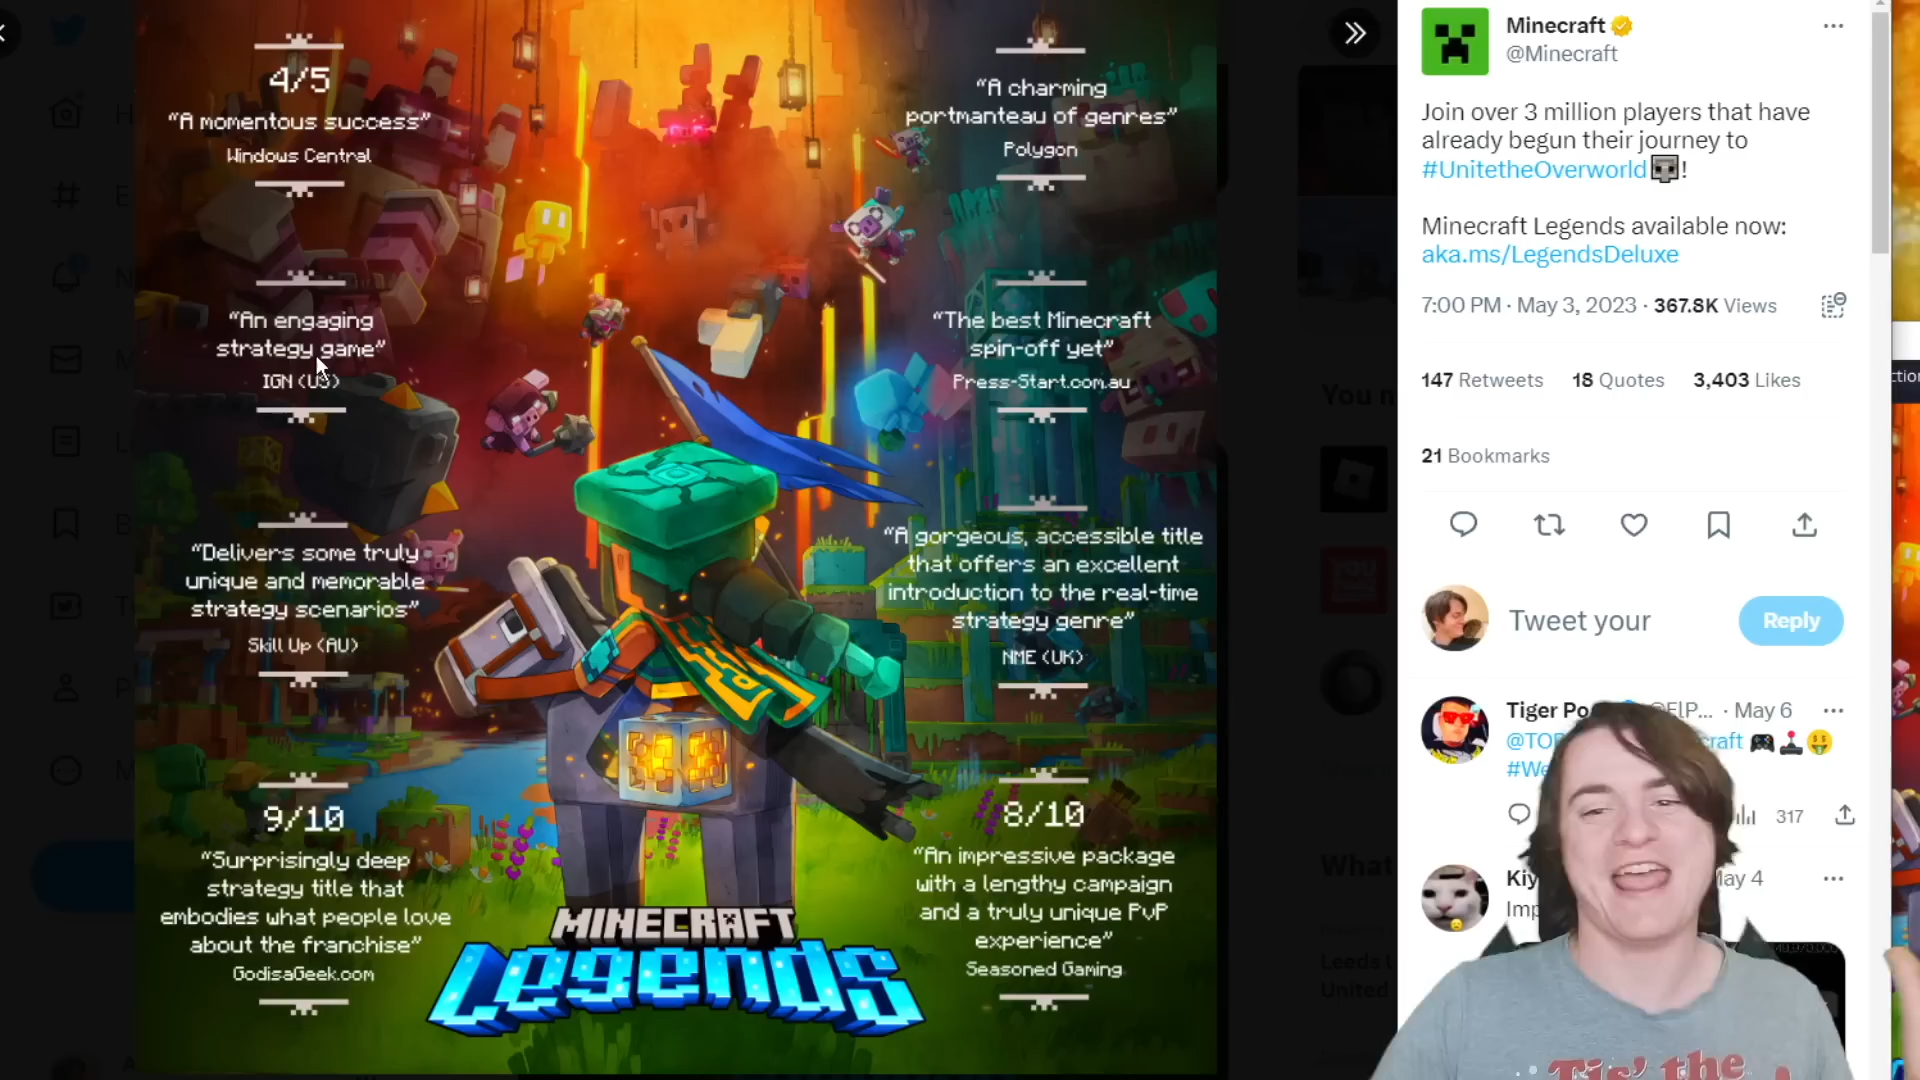 4/5
“A momentous success”
Windows Central
“A charming
portmanteau of genres”
Polygon
“An engaging
strategy game”
IGN (US)
“The best Minecraft
spin-off yet”
Press-Start.com.au
“Delivers some truly
unique and memorable
strategy scenarios”
Skill Up (AU)
“A gorgeous, accessible title
that offers an excellent
introduction to the real-time
strategy genre”
NME (UK)
9/10
“Surprisingly deep
strategy title that
embodies what people love
about the franchise”
GodisaGeek.com
8/10
“An impressive package
with a lengthy campaign
and a truly unique PvP
experience”
Seasoned Gaming
MINECRAFT
Legends
Minecraft
@Minecraft
Join over 3 million players that have
already begun their journey to
#UnitetheOverworld!
Minecraft Legends available now:
aka.ms/LegendsDeluxe
7:00 PM · May 3, 2023 · 367.8K Views
147 Retweets 18 Quotes 3,403 Likes
21 Bookmarks
Tweet your
Reply
Tiger · May 6
317
May 4
What
Leeds
United
Tis' the